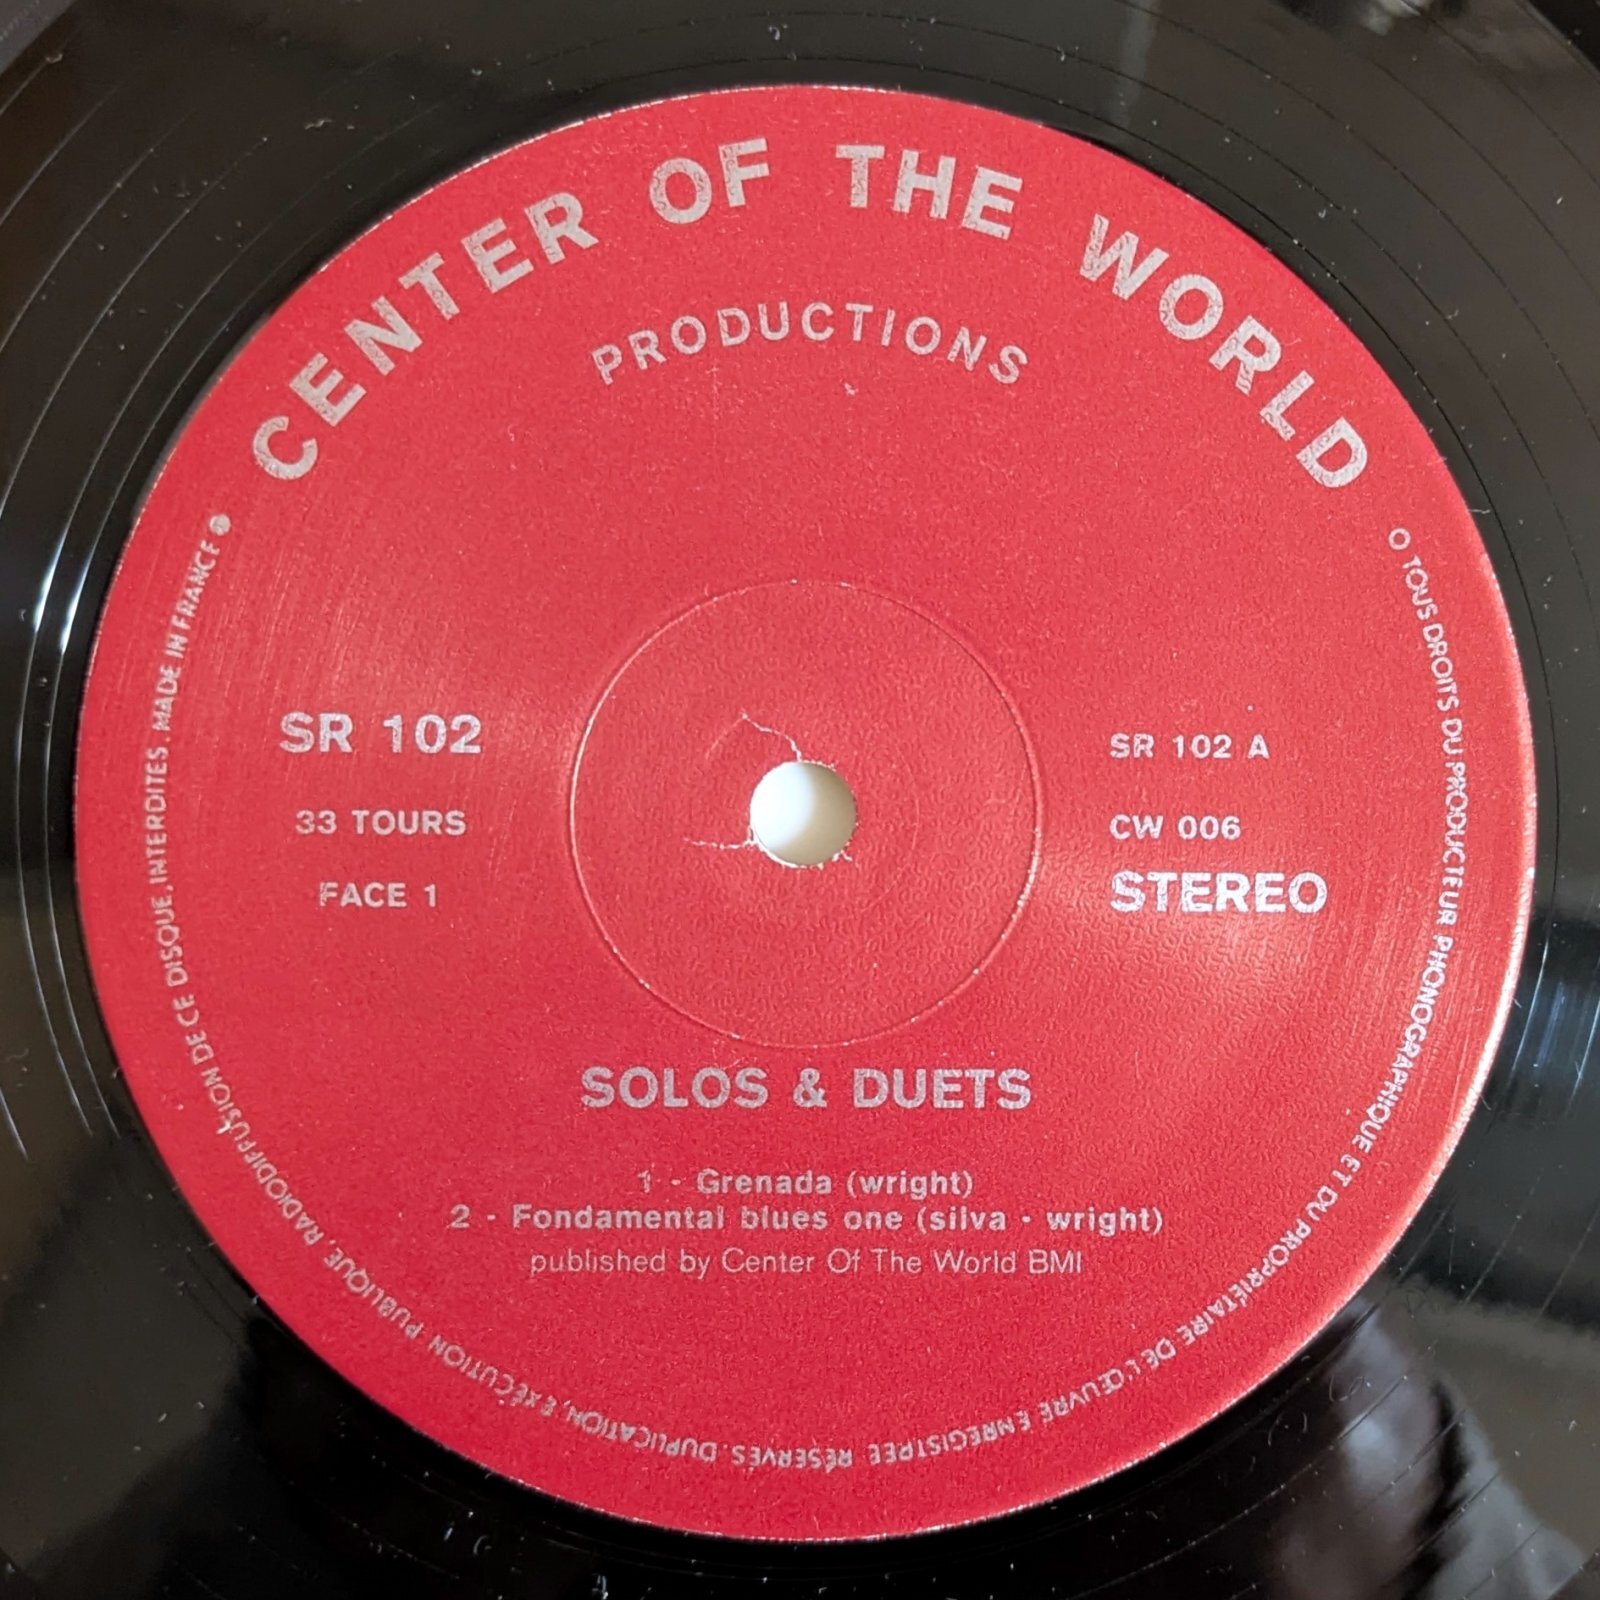 CENTER OF THE WORLD
PRODUCTIONS
SR 102
33 TOURS
FACE 1
SR 102 A
CW 006
STEREO
SOLOS & DUETS
1 - Grenada (wright)
2 - Fondamental blues one (silva - wright)
published by Center Of The World BMI
O TOUS DROITS DU PRODUCTEUR PHONOGRAPHIQUE ET DU PROPRIÉTAIRE DE L'ŒUVRE ENREGISTREE RÉSERVÉS. DUPLICATION, EXÉCUTION PUBLIQUE, RADIODIFFUSION DE CE DISQUE, INTERDITES. MADE IN FRANCE